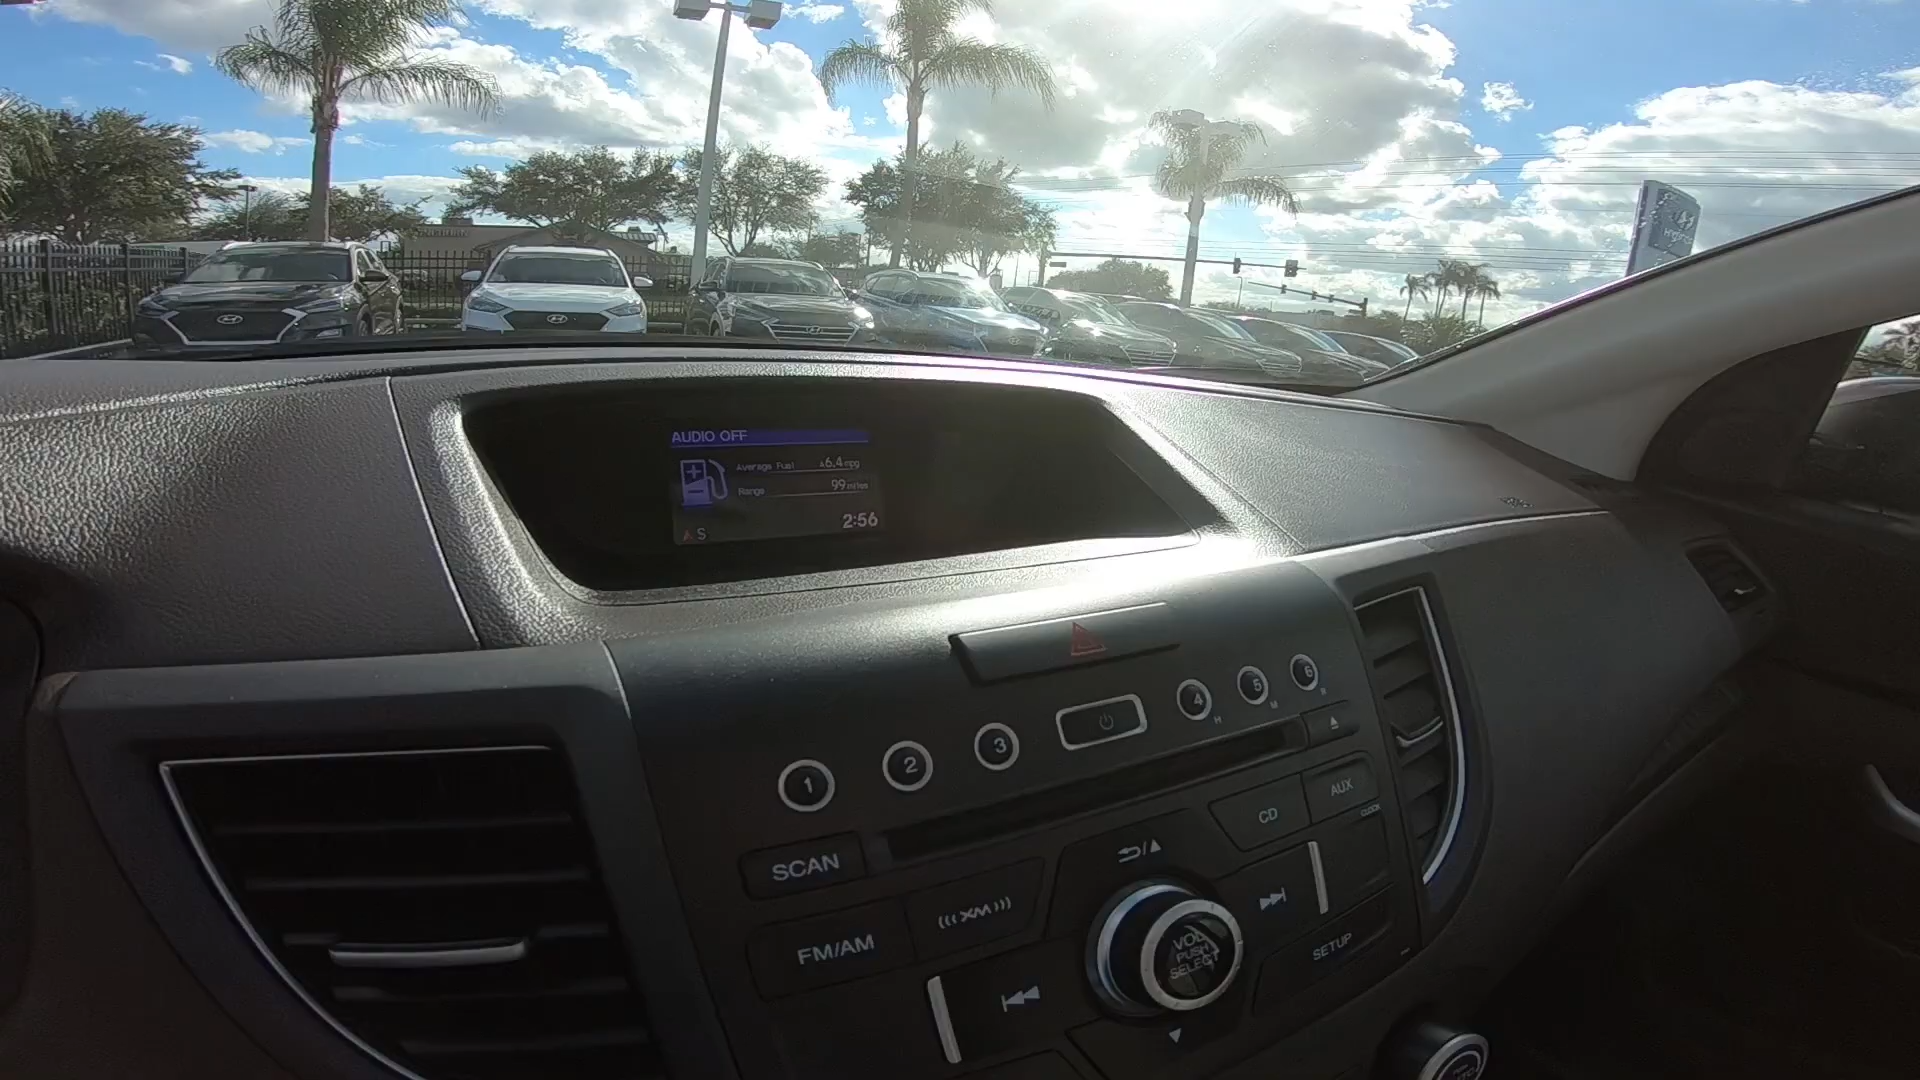 AUDIO OFF
Average Fuel 6.4 mpg
Range 99 miles
2:56
S
1 2 3 4 5 6
H M R
SCAN
CD
AUX
CLOCK
FM/AM
(((XM)))
VOL
PUSH
SELECT
SETUP